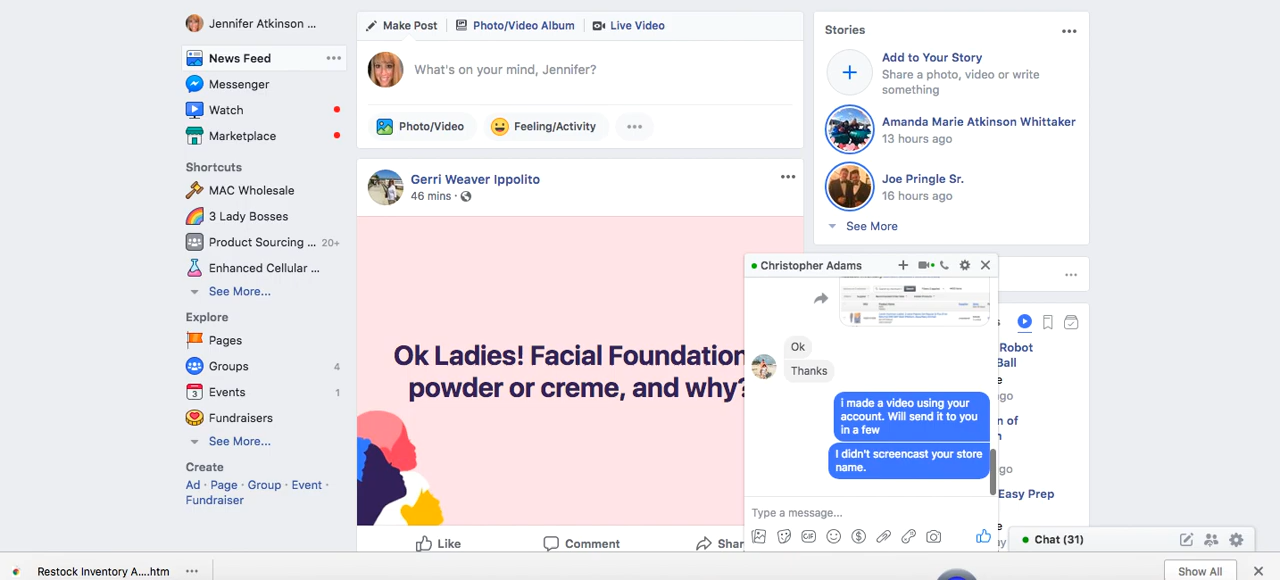 Jennifer Atkinson ...
News Feed
Messenger
Watch
Marketplace
Shortcuts
MAC Wholesale
3 Lady Bosses
Product Sourcing ... 20+
Enhanced Cellular ...
See More...
Explore
Pages
Groups 4
3 Events 1
Fundraisers
See More...
Create
Ad · Page · Group · Event ·
Fundraiser
Make Post
Photo/Video Album
Live Video
What's on your mind, Jennifer?
Photo/Video
Feeling/Activity
Gerri Weaver Ippolito
46 mins ·
Ok Ladies! Facial Foundation
powder or creme, and why?
Like
Comment
Shar
Stories
Add to Your Story
Share a photo, video or write
something
Amanda Marie Atkinson Whittaker
13 hours ago
Joe Pringle Sr.
16 hours ago
See More
Robot
Ball
ago
n of
go
Easy Prep
Christopher Adams
Ok
Thanks
i made a video using your
account. Will send it to you
in a few
I didn't screencast your store
name.
Type a message...
GIF
$
Chat (31)
Restock Inventory A....htm
Show All